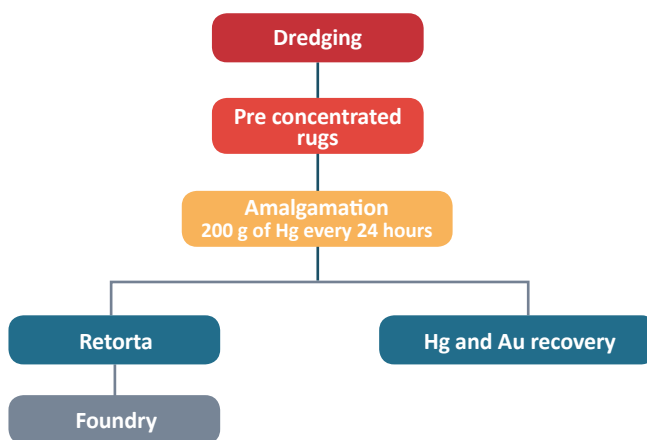 Dredging
Pre concentrated
rugs
Amalgamation
200 g of Hg every 24 hours
Retorta
Hg and Au recovery
Foundry